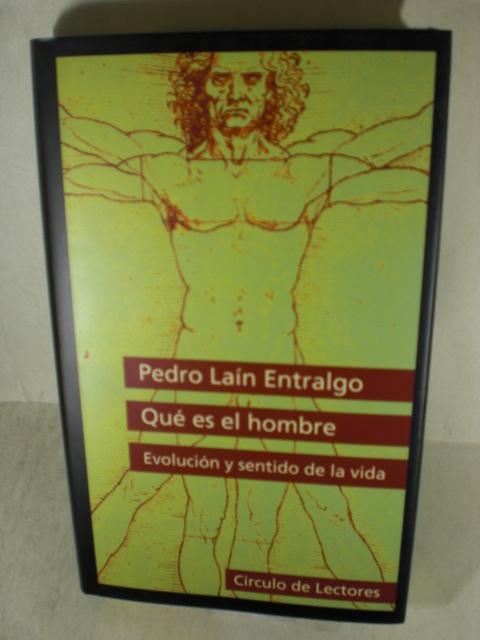 Pedro Laín Entralgo
Qué es el hombre
Evolución y sentido de la vida
Círculo de Lectores